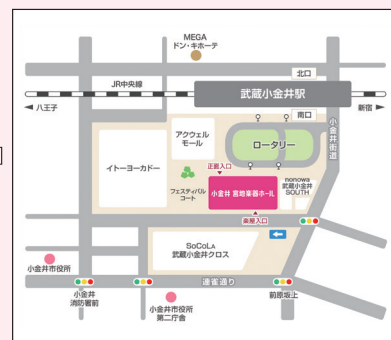 MEGA
ドン・キホーテ
北口
JR中央線
武蔵小金井駅
八王子
新宿
南口
小金井街道
アクウェル
モール
ロータリー
イトーヨーカドー
正面入口
nonowa
武蔵小金井
SOUTH
フェスティバル
コート
小金井 宮地楽器ホール
楽屋入口
SoCoLA
武蔵小金井クロス
小金井市役所
連雀通り
小金井
消防署前
前原坂上
小金井市役所
第二庁舎